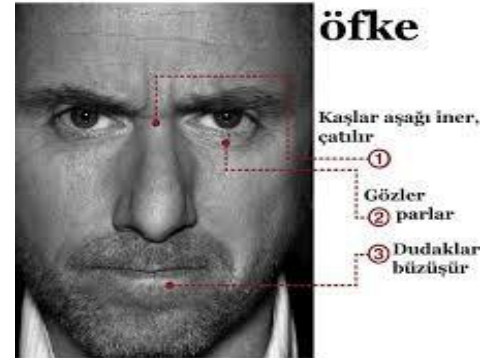 öfke
Kaşlar aşağı iner,
çatılır
1
Gözler
2 parlar
3 Dudaklar
büzüşür